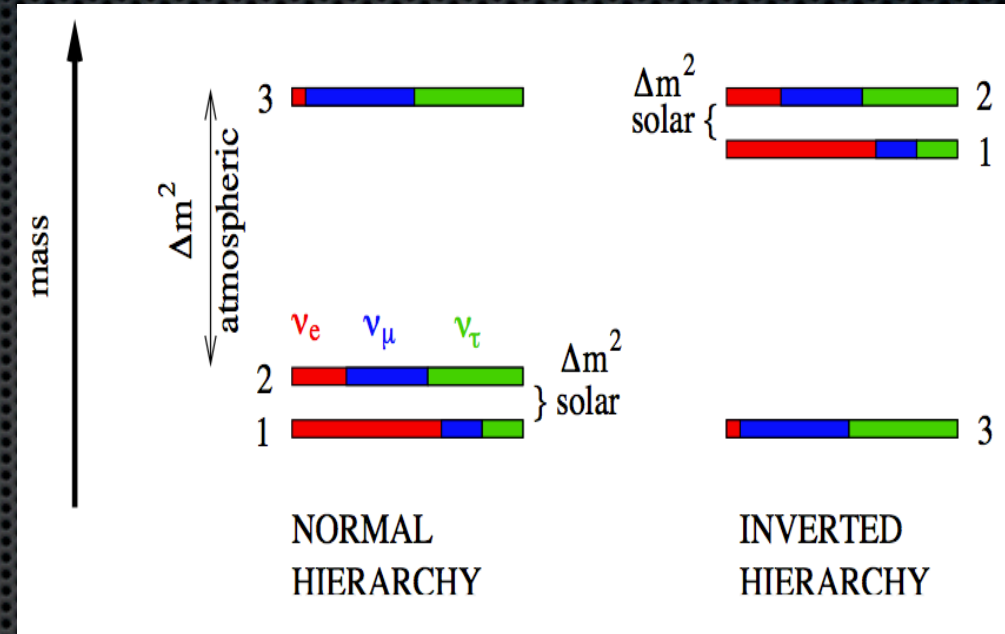 mass
Δm²
atmospheric
3
νe νμ ντ
2
1
Δm²
} solar
NORMAL
HIERARCHY
Δm²
solar {
2
1
3
INVERTED
HIERARCHY